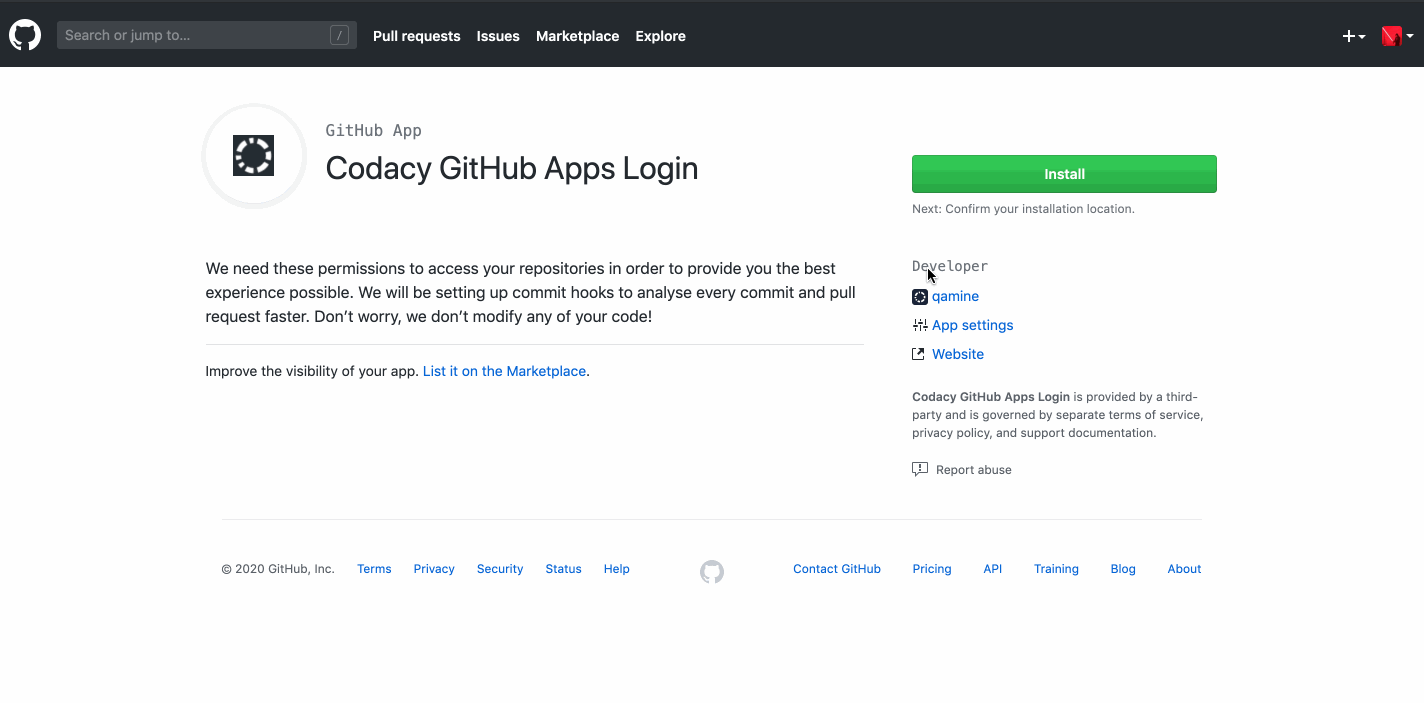 Search or jump to... / Pull requests Issues Marketplace Explore
GitHub App
Codacy GitHub Apps Login
Install
Next: Confirm your installation location.
We need these permissions to access your repositories in order to provide you the best
experience possible. We will be setting up commit hooks to analyse every commit and pull
request faster. Don’t worry, we don’t modify any of your code!
Improve the visibility of your app. List it on the Marketplace.
Developer
qamine
App settings
Website
Codacy GitHub Apps Login is provided by a third-
party and is governed by separate terms of service,
privacy policy, and support documentation.
Report abuse
© 2020 GitHub, Inc. Terms Privacy Security Status Help Contact GitHub Pricing API Training Blog About